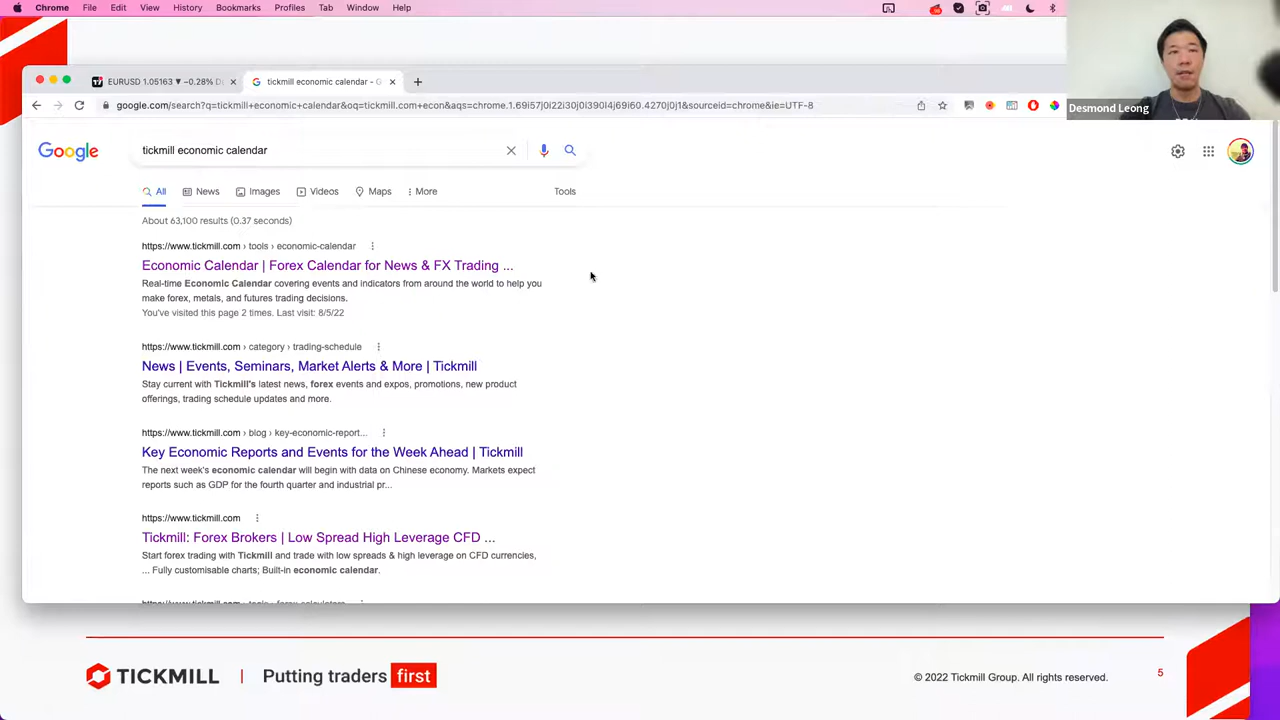 Chrome File Edit View History Bookmarks Profiles Tab Window Help
EURUSD 1.05163 ▼ −0.28%
tickmill economic calendar - G
google.com/search?q=tickmill+economic+calendar&oq=tickmill.com+econ&aqs=chrome.1.69i57j0i22i30j0i390l4j69i60.4270j0j1&sourceid=chrome&ie=UTF-8
Desmond Leong
Google
tickmill economic calendar
All News Images Videos Maps More Tools
About 63,100 results (0.37 seconds)
https://www.tickmill.com › tools › economic-calendar
Economic Calendar | Forex Calendar for News & FX Trading ...
Real-time Economic Calendar covering events and indicators from around the world to help you
make forex, metals, and futures trading decisions.
You've visited this page 2 times. Last visit: 8/5/22
https://www.tickmill.com › category › trading-schedule
News | Events, Seminars, Market Alerts & More | Tickmill
Stay current with Tickmill's latest news, forex events and expos, promotions, new product
offerings, trading schedule updates and more.
https://www.tickmill.com › blog › key-economic-report...
Key Economic Reports and Events for the Week Ahead | Tickmill
The next week's economic calendar will begin with data on Chinese economy. Markets expect
reports such as GDP for the fourth quarter and industrial pr...
https://www.tickmill.com
Tickmill: Forex Brokers | Low Spread High Leverage CFD ...
Start forex trading with Tickmill and trade with low spreads & high leverage on CFD currencies,
... Fully customisable charts; Built-in economic calendar.
TICKMILL | Putting traders first
© 2022 Tickmill Group. All rights reserved.
5